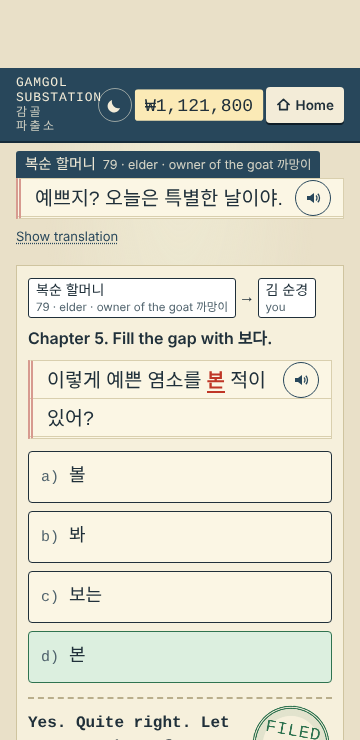 GAMGOL
SUBSTATION
감골
파출소
₩1,121,800
Home
복순 할머니 79 · elder · owner of the goat 까망이
예쁘지? 오늘은 특별한 날이야.
Show translation
복순 할머니
79 · elder · owner of the goat 까망이
→
김 순경
you
Chapter 5. Fill the gap with 보다.
이렇게 예쁜 염소를 본 적이
있어?
a) 볼
b) 봐
c) 보는
d) 본
Yes. Quite right. Let
FILED